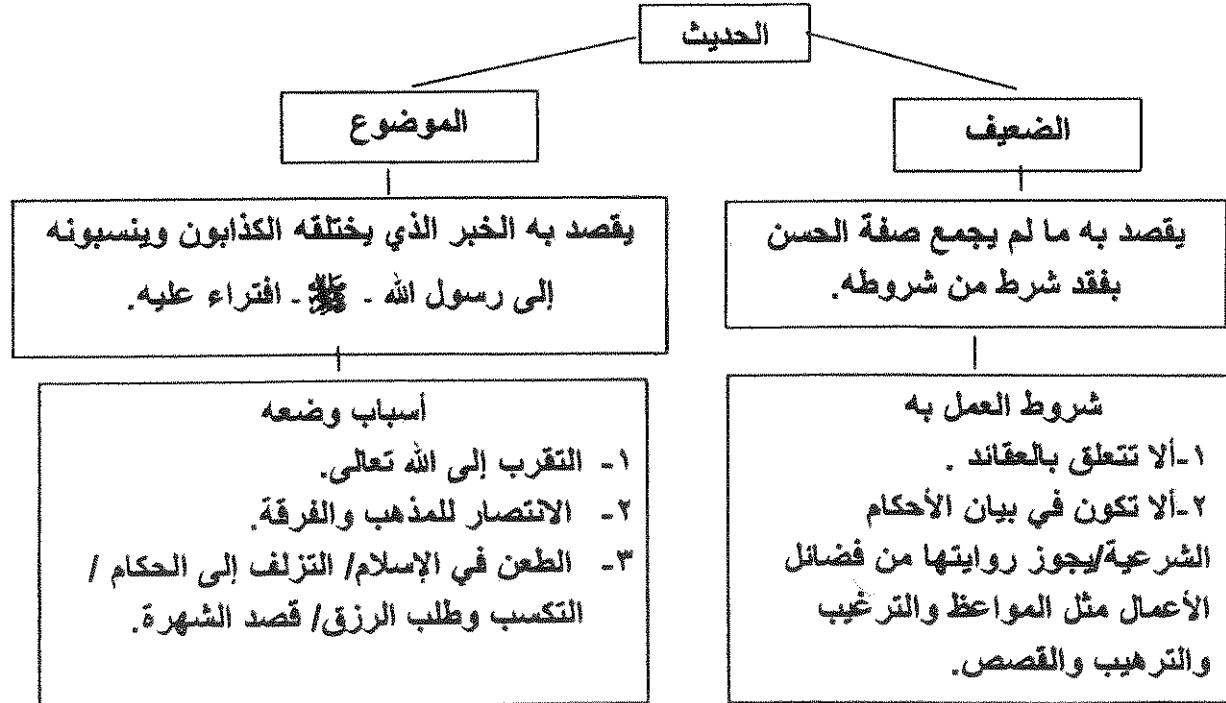 الحديث
الضعيف
الموضوع
يقصد به ما لم يجمع صفة الحسن
بفقد شرط من شروطه.
يقصد به الخبر الذي يختلقه الكذابون وينسبونه
إلى رسول الله - ﷺ - افتراء عليه.
شروط العمل به
١-ألا تتعلق بالعقائد .
٢-ألا تكون في بيان الأحكام
الشرعية/يجوز روايتها من فضائل
الأعمال مثل المواعظ والترغيب
والترهيب والقصص.
أسباب وضعه
١- التقرب إلى الله تعالى.
٢- الانتصار للمذهب والفرقة.
٣- الطعن في الإسلام/ التزلف إلى الحكام /
التكسب وطلب الرزق/ قصد الشهرة.